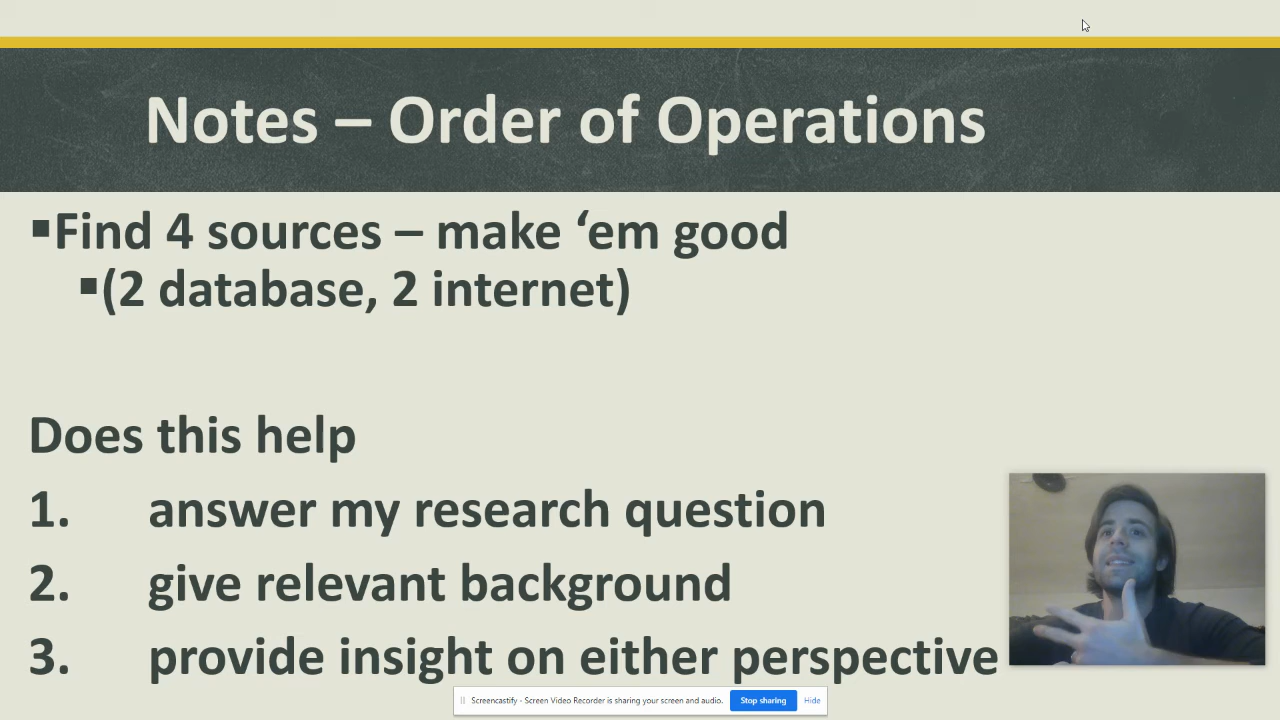 Notes – Order of Operations
▪Find 4 sources – make ‘em good
▪(2 database, 2 internet)
Does this help
1. answer my research question
2. give relevant background
3. provide insight on either perspective
Screencastify - Screen Video Recorder is sharing your screen and audio. Stop sharing Hide